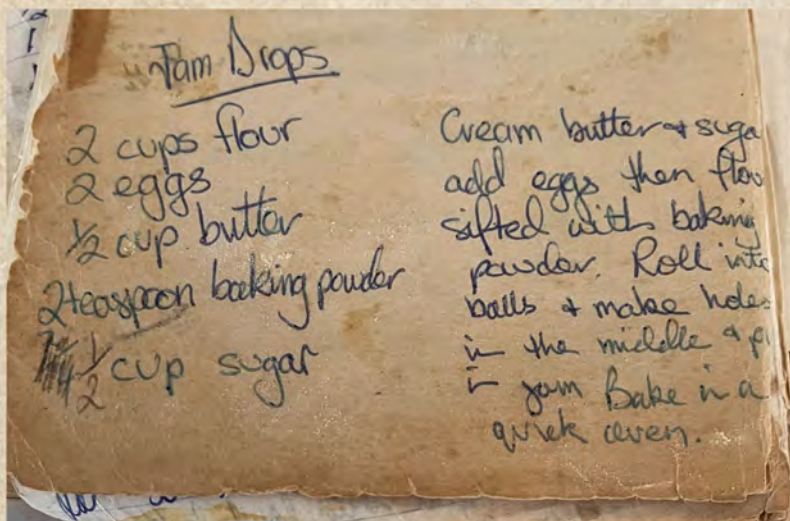 Jam Drops
2 cups flour
2 eggs
½ cup butter
2 teaspoon baking powder
½ cup sugar
Cream butter & suga
add eggs then flou
sifted with baking
powder. Roll into
balls & make holes
in the middle & p
in jam Bake in a
quick oven.